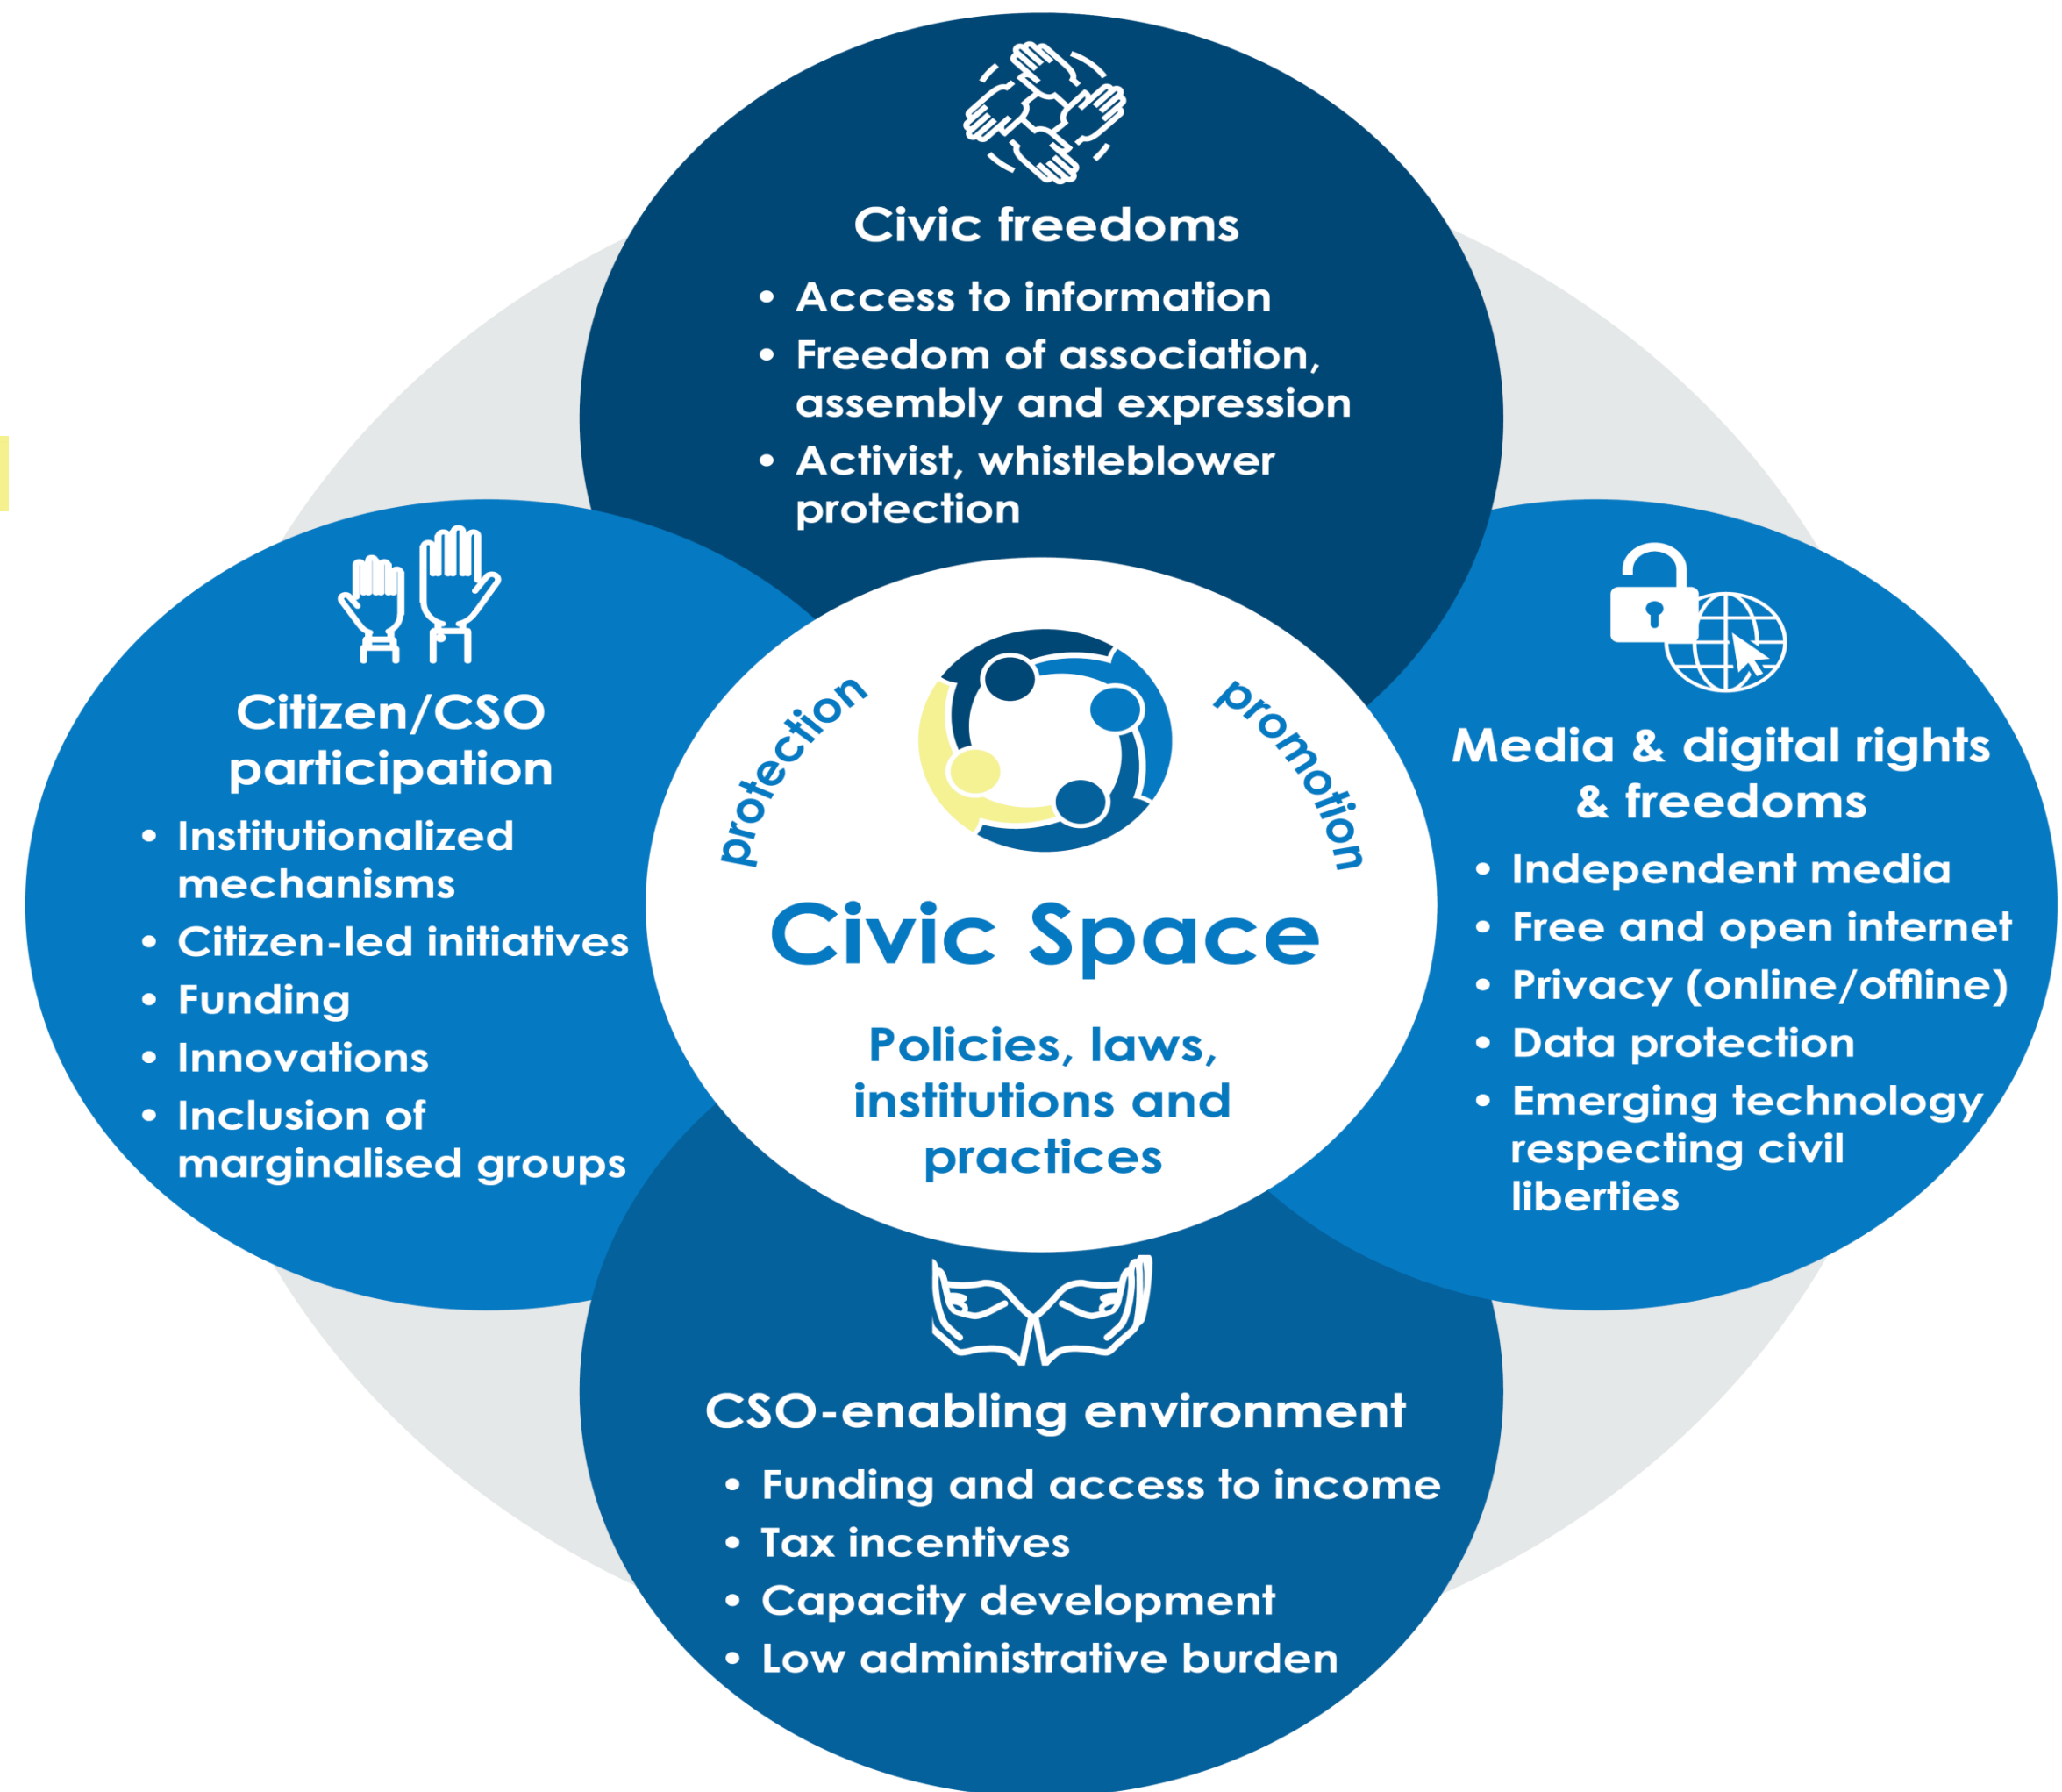 Civic freedoms
• Access to information
• Freedom of association,
assembly and expression
• Activist, whistleblower
protection
Citizen/CSO
participation
• Institutionalized
mechanisms
• Citizen-led initiatives
• Funding
• Innovations
• Inclusion of
marginalised groups
protection
promotion
Civic Space
Policies, laws,
institutions and
practices
Media & digital rights
& freedoms
• Independent media
• Free and open internet
• Privacy (online/offline)
• Data protection
• Emerging technology
respecting civil
liberties
CSO-enabling environment
• Funding and access to income
• Tax incentives
• Capacity development
• Low administrative burden